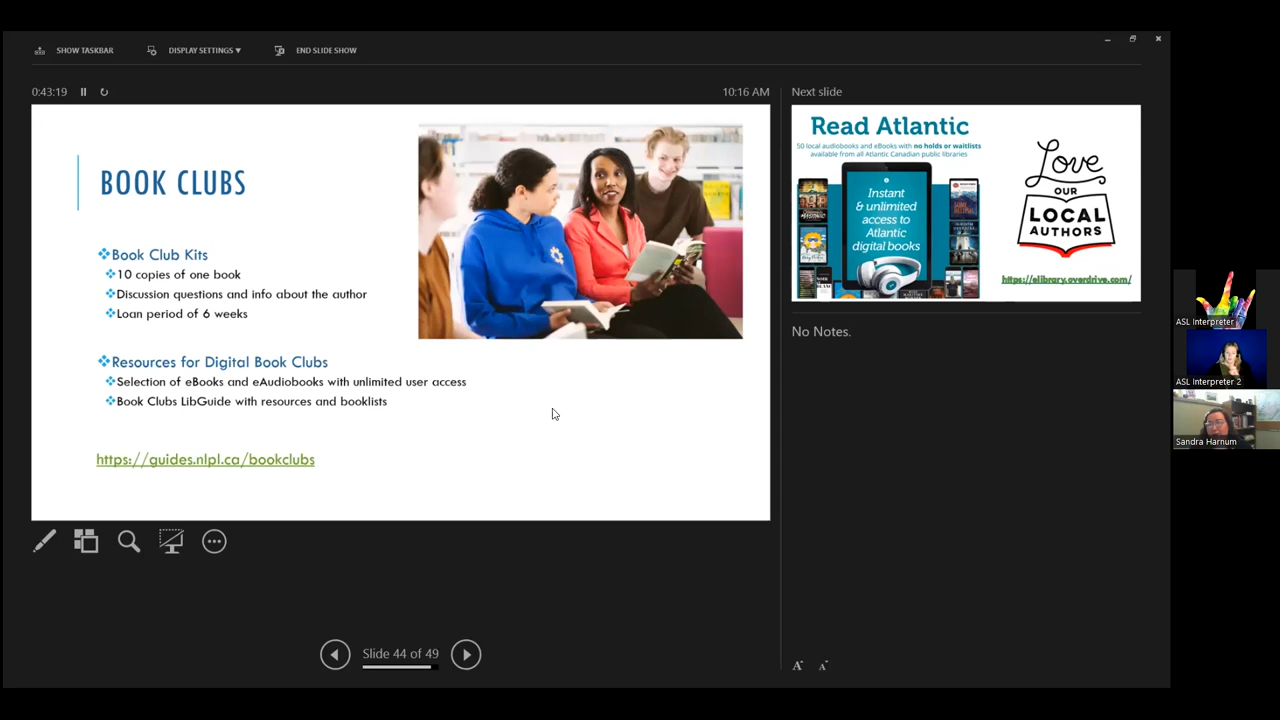 SHOW TASKBAR
DISPLAY SETTINGS ▼
END SLIDE SHOW
0:43:19
10:16 AM
BOOK CLUBS
Book Club Kits
10 copies of one book
Discussion questions and info about the author
Loan period of 6 weeks
Resources for Digital Book Clubs
Selection of eBooks and eAudiobooks with unlimited user access
Book Clubs LibGuide with resources and booklists
https://guides.nlpl.ca/bookclubs
Slide 44 of 49
Next slide
Read Atlantic
50 local audiobooks and eBooks with no holds or waitlists
available from all Atlantic Canadian public libraries
Instant
& unlimited
access to
Atlantic
digital books
Love
OUR
LOCAL
AUTHORS
https://elibrary.overdrive.com/
No Notes.
A
A
ASL Interpreter
ASL Interpreter 2
Sandra Harnum